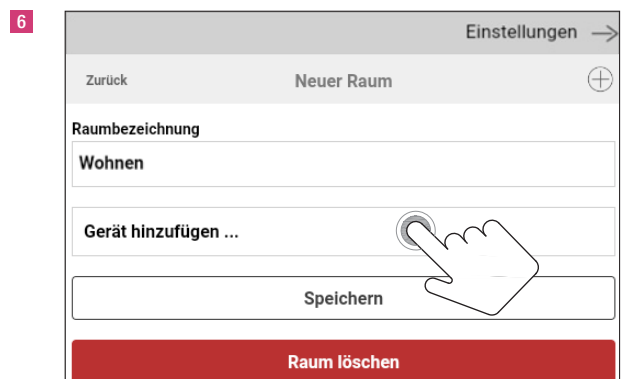 6
Einstellungen
Zurück
Neuer Raum
Raumbezeichnung
Wohnen
Gerät hinzufügen ...
Speichern
Raum löschen